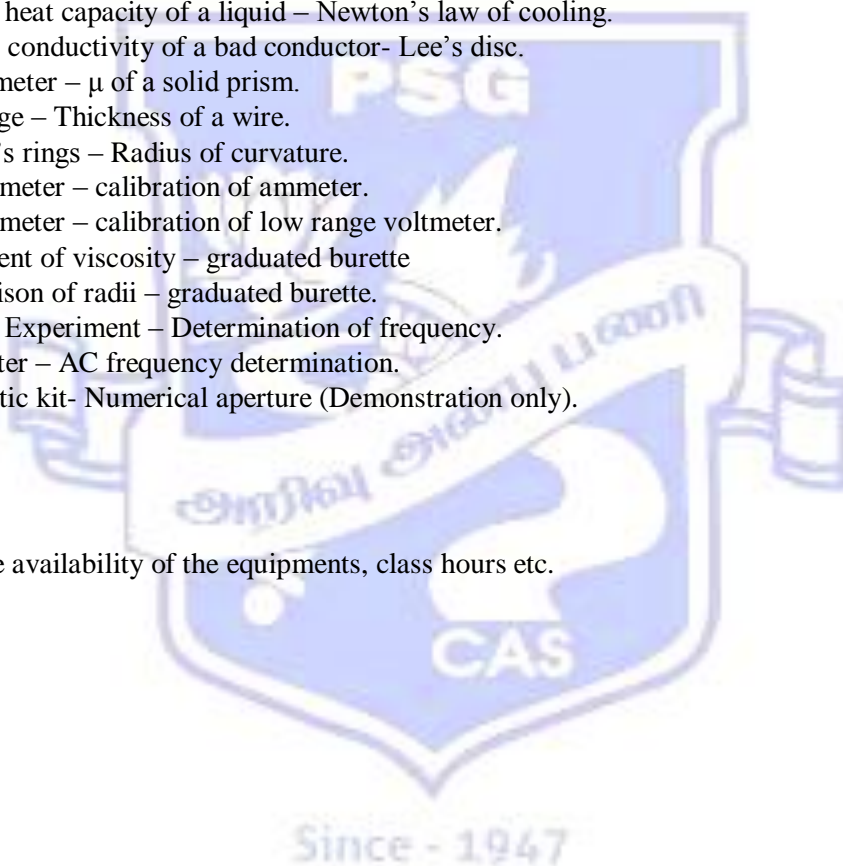 heat capacity of a liquid – Newton's law of cooling.
conductivity of a bad conductor- Lee's disc.
meter – μ of a solid prism.
ge – Thickness of a wire.
's rings – Radius of curvature.
meter – calibration of ammeter.
meter – calibration of low range voltmeter.
ent of viscosity – graduated burette
ison of radii – graduated burette.
Experiment – Determination of frequency.
ter – AC frequency determination.
tic kit- Numerical aperture (Demonstration only).
e availability of the equipments, class hours etc.
PSG
அறிவு அன்பு பணி
CAS
Since - 1947